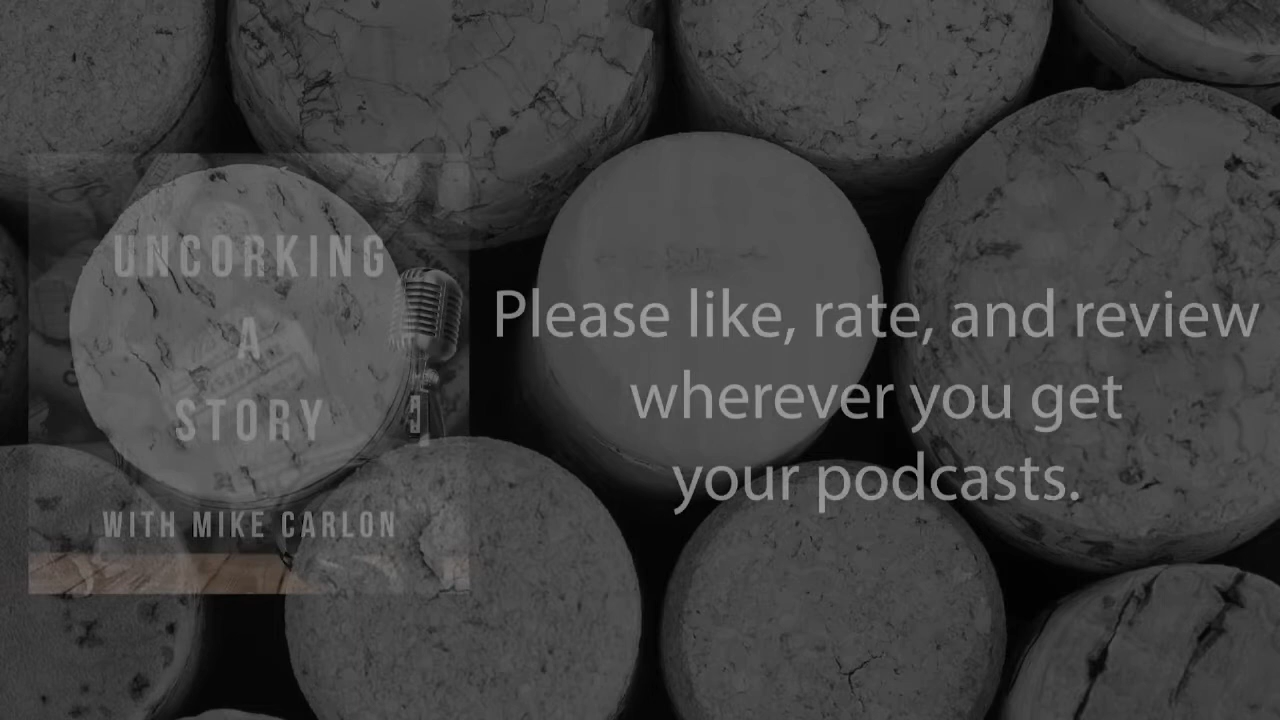 UNCORKING
A
STORY
WITH MIKE CARLON
Please like, rate, and review
wherever you get
your podcasts.